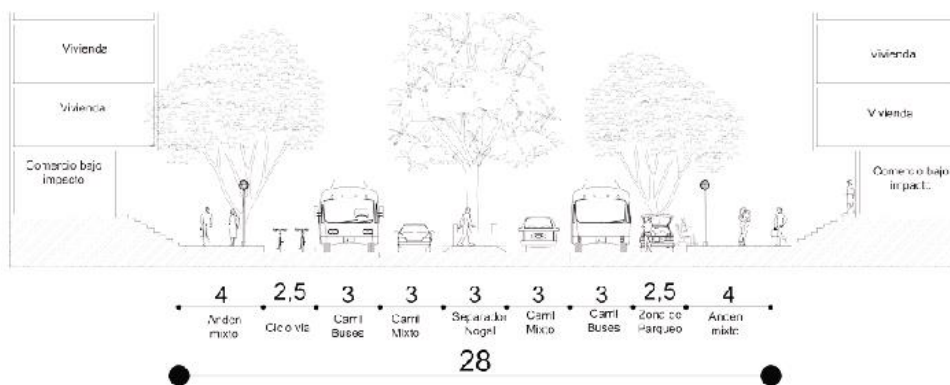 Vivienda
vivienda
Vivienda
Vivienda
Comercio bajo
impacto
Comercio bajo
impacto
4 2,5 3 3 3 3 3 2,5 4
Anden
mixto
Ciclo via
Carril
Buses
Carril
Mixto
Separador
Nogal
Carril
Mixto
Carril
Buses
Zona de
Parqueo
Anden
mixto
28